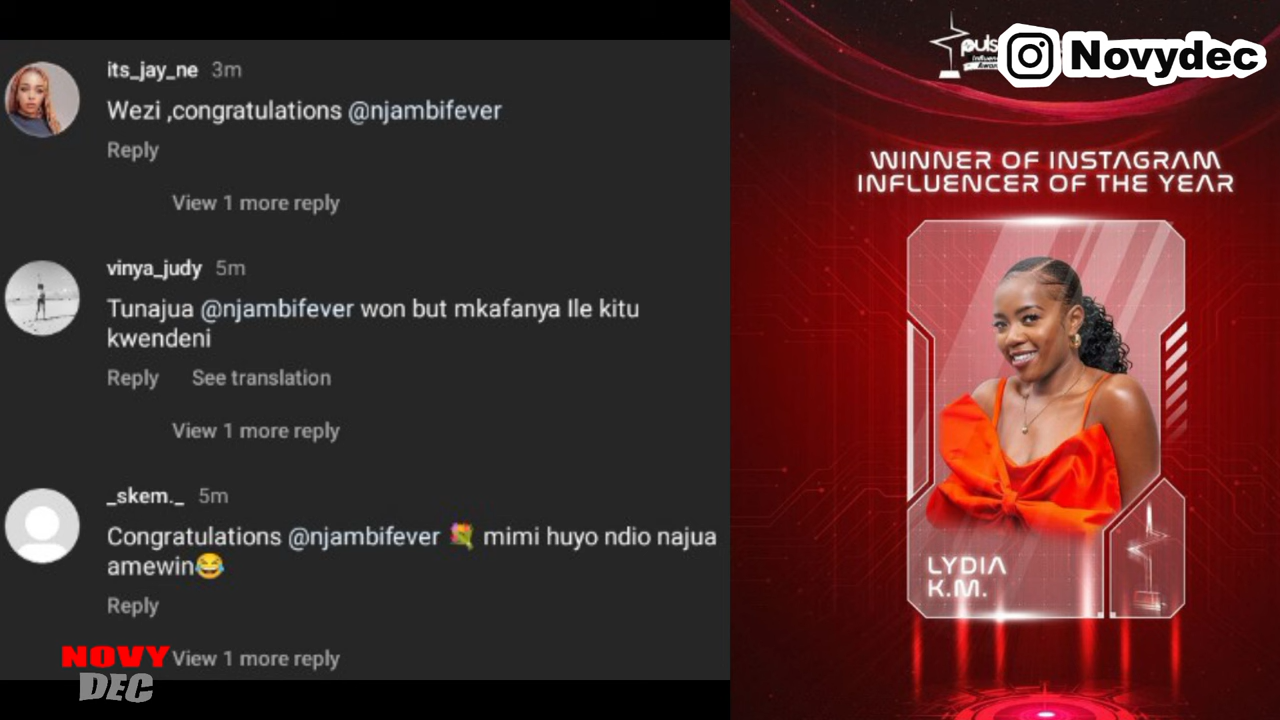 its_jay_ne 3m
Wezi ,congratulations @njambifever
Reply
View 1 more reply
vinya_judy 5m
Tunajua @njambifever won but mkafanya Ile kitu
kwendeni
Reply See translation
View 1 more reply
_skem._ 5m
Congratulations @njambifever 💐 mimi huyo ndio najua
amewin😂
Reply
View 1 more reply
NOVY
DEC
Novydec
WINNER OF INSTAGRAM
INFLUENCER OF THE YEAR
LYDIA
K.M.